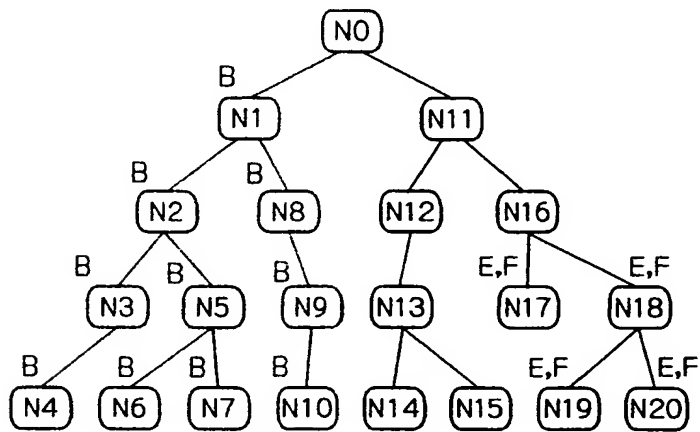 N0
B
N1 N11
B B
N2 N8 N12 N16
B B B E,F E,F
N3 N5 N9 N13 N17 N18
B B B B E,F E,F
N4 N6 N7 N10 N14 N15 N19 N20